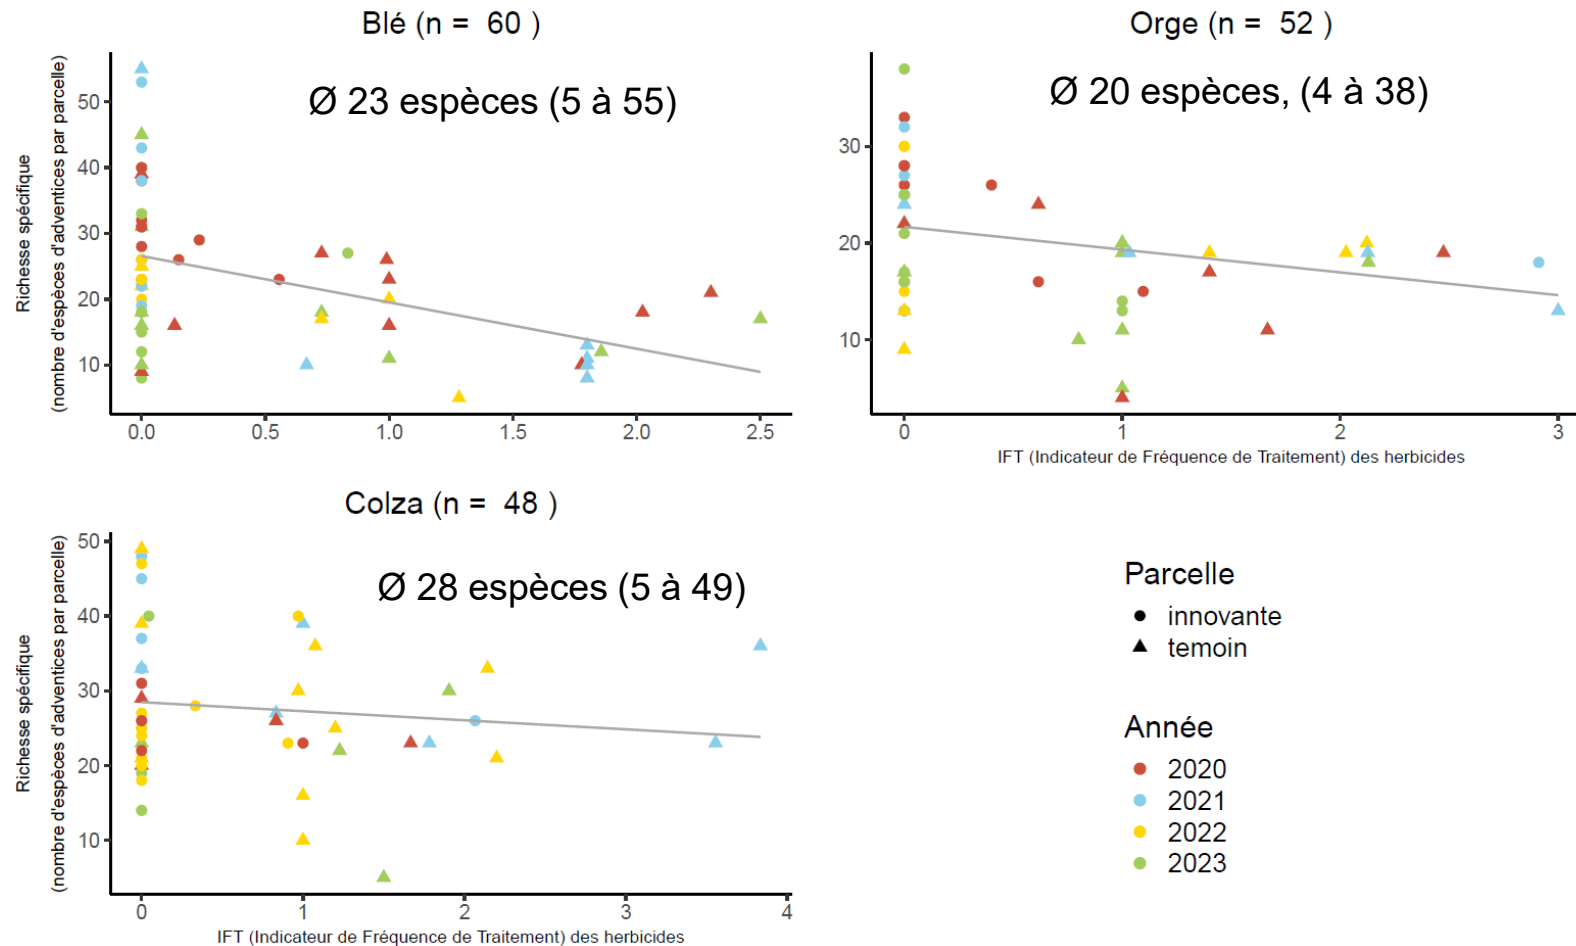 Blé (n = 60 )
Ø 23 espèces (5 à 55)
Richesse spécifique
(nombre d'espèces d'adventices par parcelle)
50
40
30
20
10
0.0 0.5 1.0 1.5 2.0 2.5
Orge (n = 52 )
Ø 20 espèces, (4 à 38)
30
20
10
0 1 2 3
IFT (Indicateur de Fréquence de Traitement) des herbicides
Colza (n = 48 )
Ø 28 espèces (5 à 49)
Richesse spécifique
(nombre d'espèces d'adventices par parcelle)
50
40
30
20
10
0 1 2 3 4
IFT (Indicateur de Fréquence de Traitement) des herbicides
Parcelle
innovante
temoin
Année
2020
2021
2022
2023